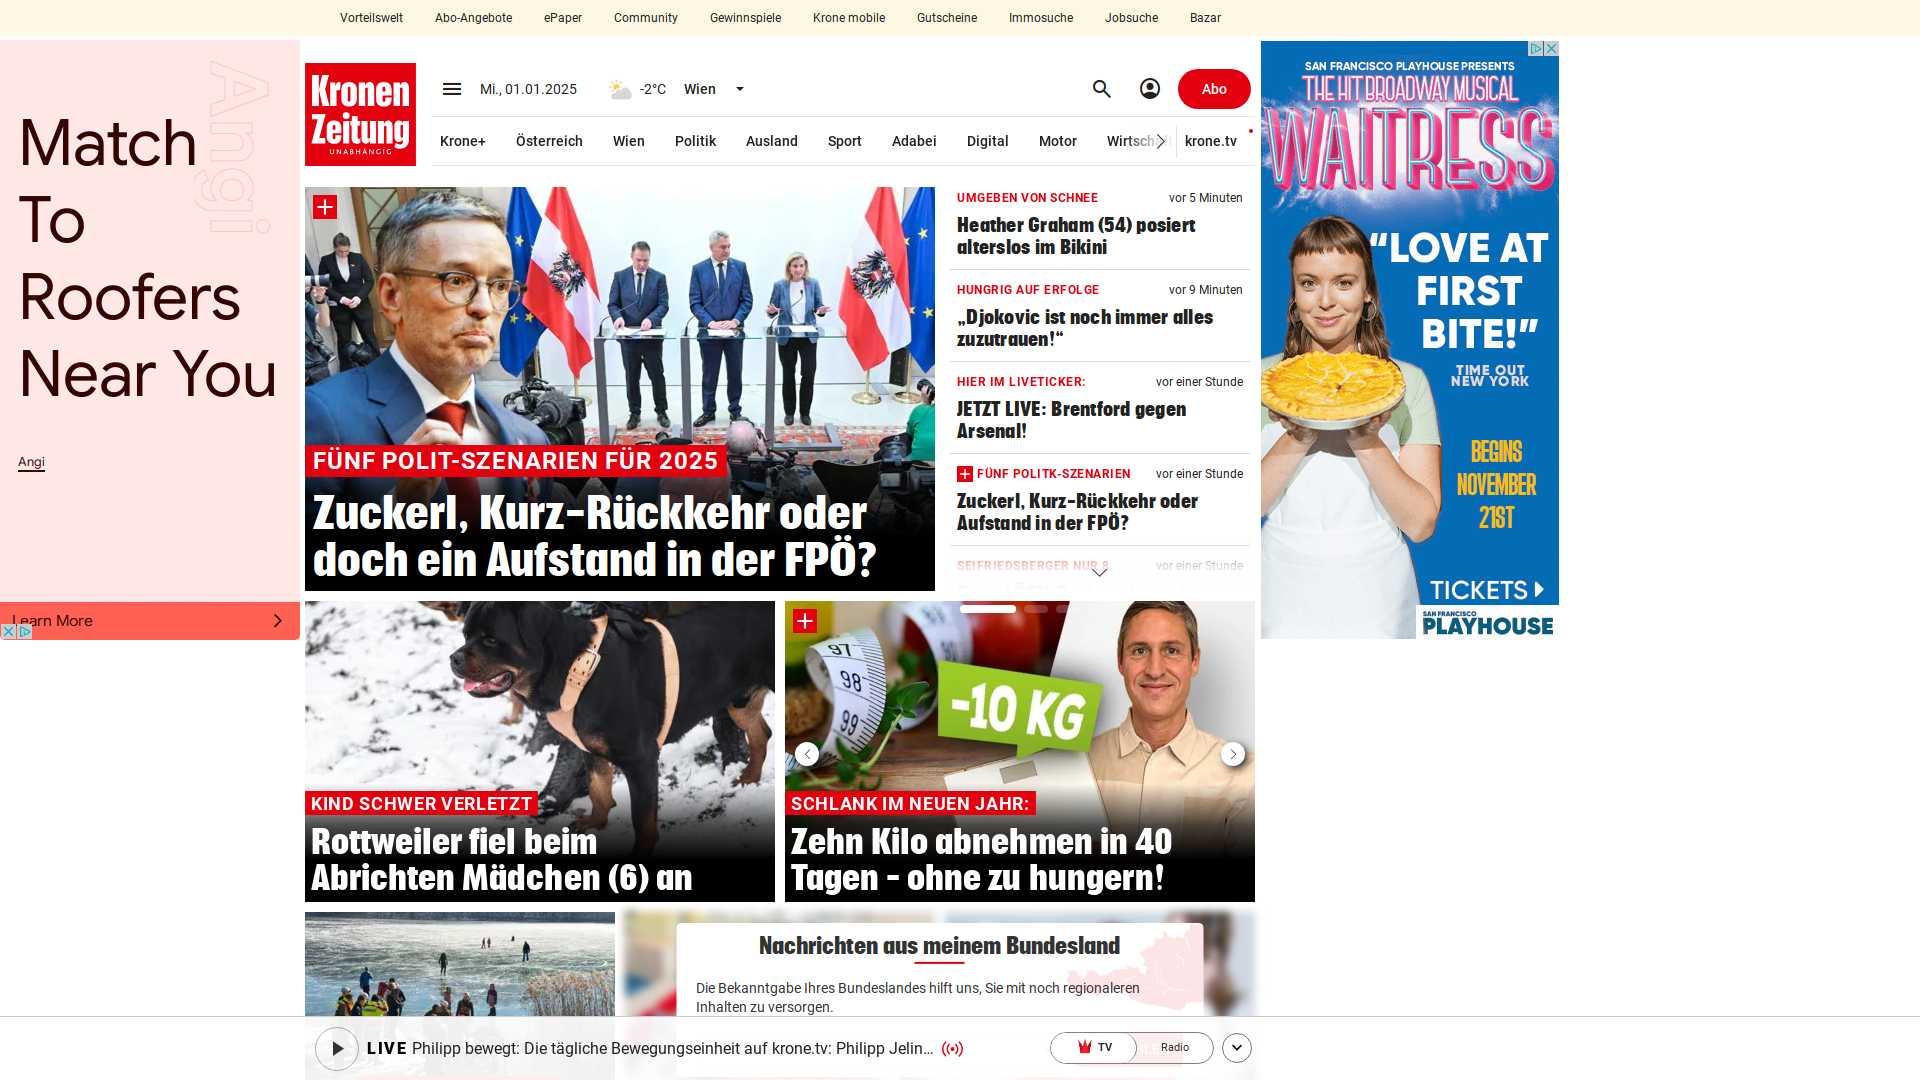 Vorteilswelt Abo-Angebote ePaper Community Gewinnspiele Krone mobile Gutscheine Immosuche Jobsuche Bazar
Kronen
Zeitung
UNABHÄNGIG
Mi., 01.01.2025 -2°C Wien
Abo
Krone+ Österreich Wien Politik Ausland Sport Adabei Digital Motor Wirtsch krone.tv
Angi
Match
To
Roofers
Near You
Angi
Learn More
FÜNF POLIT-SZENARIEN FÜR 2025
Zuckerl, Kurz-Rückkehr oder
doch ein Aufstand in der FPÖ?
UMGEBEN VON SCHNEE vor 5 Minuten
Heather Graham (54) posiert
alterslos im Bikini
HUNGRIG AUF ERFOLGE vor 9 Minuten
„Djokovic ist noch immer alles
zuzutrauen!“
HIER IM LIVETICKER: vor einer Stunde
JETZT LIVE: Brentford gegen
Arsenal!
FÜNF POLITK-SZENARIEN vor einer Stunde
Zuckerl, Kurz-Rückkehr oder
Aufstand in der FPÖ?
SEIFRIEDSBERGER NUR 8 vor einer Stunde
SAN FRANCISCO PLAYHOUSE PRESENTS
THE HIT BROADWAY MUSICAL
WAITRESS
“LOVE AT
FIRST
BITE!”
TIME OUT
NEW YORK
BEGINS
NOVEMBER
21ST
TICKETS
SAN FRANCISCO
PLAYHOUSE
KIND SCHWER VERLETZT
Rottweiler fiel beim
Abrichten Mädchen (6) an
97
98
99
-10 KG
SCHLANK IM NEUEN JAHR:
Zehn Kilo abnehmen in 40
Tagen – ohne zu hungern!
Nachrichten aus meinem Bundesland
Die Bekanntgabe Ihres Bundeslandes hilft uns, Sie mit noch regionaleren
Inhalten zu versorgen.
LIVE Philipp bewegt: Die tägliche Bewegungseinheit auf krone.tv: Philipp Jelin...
TV Radio